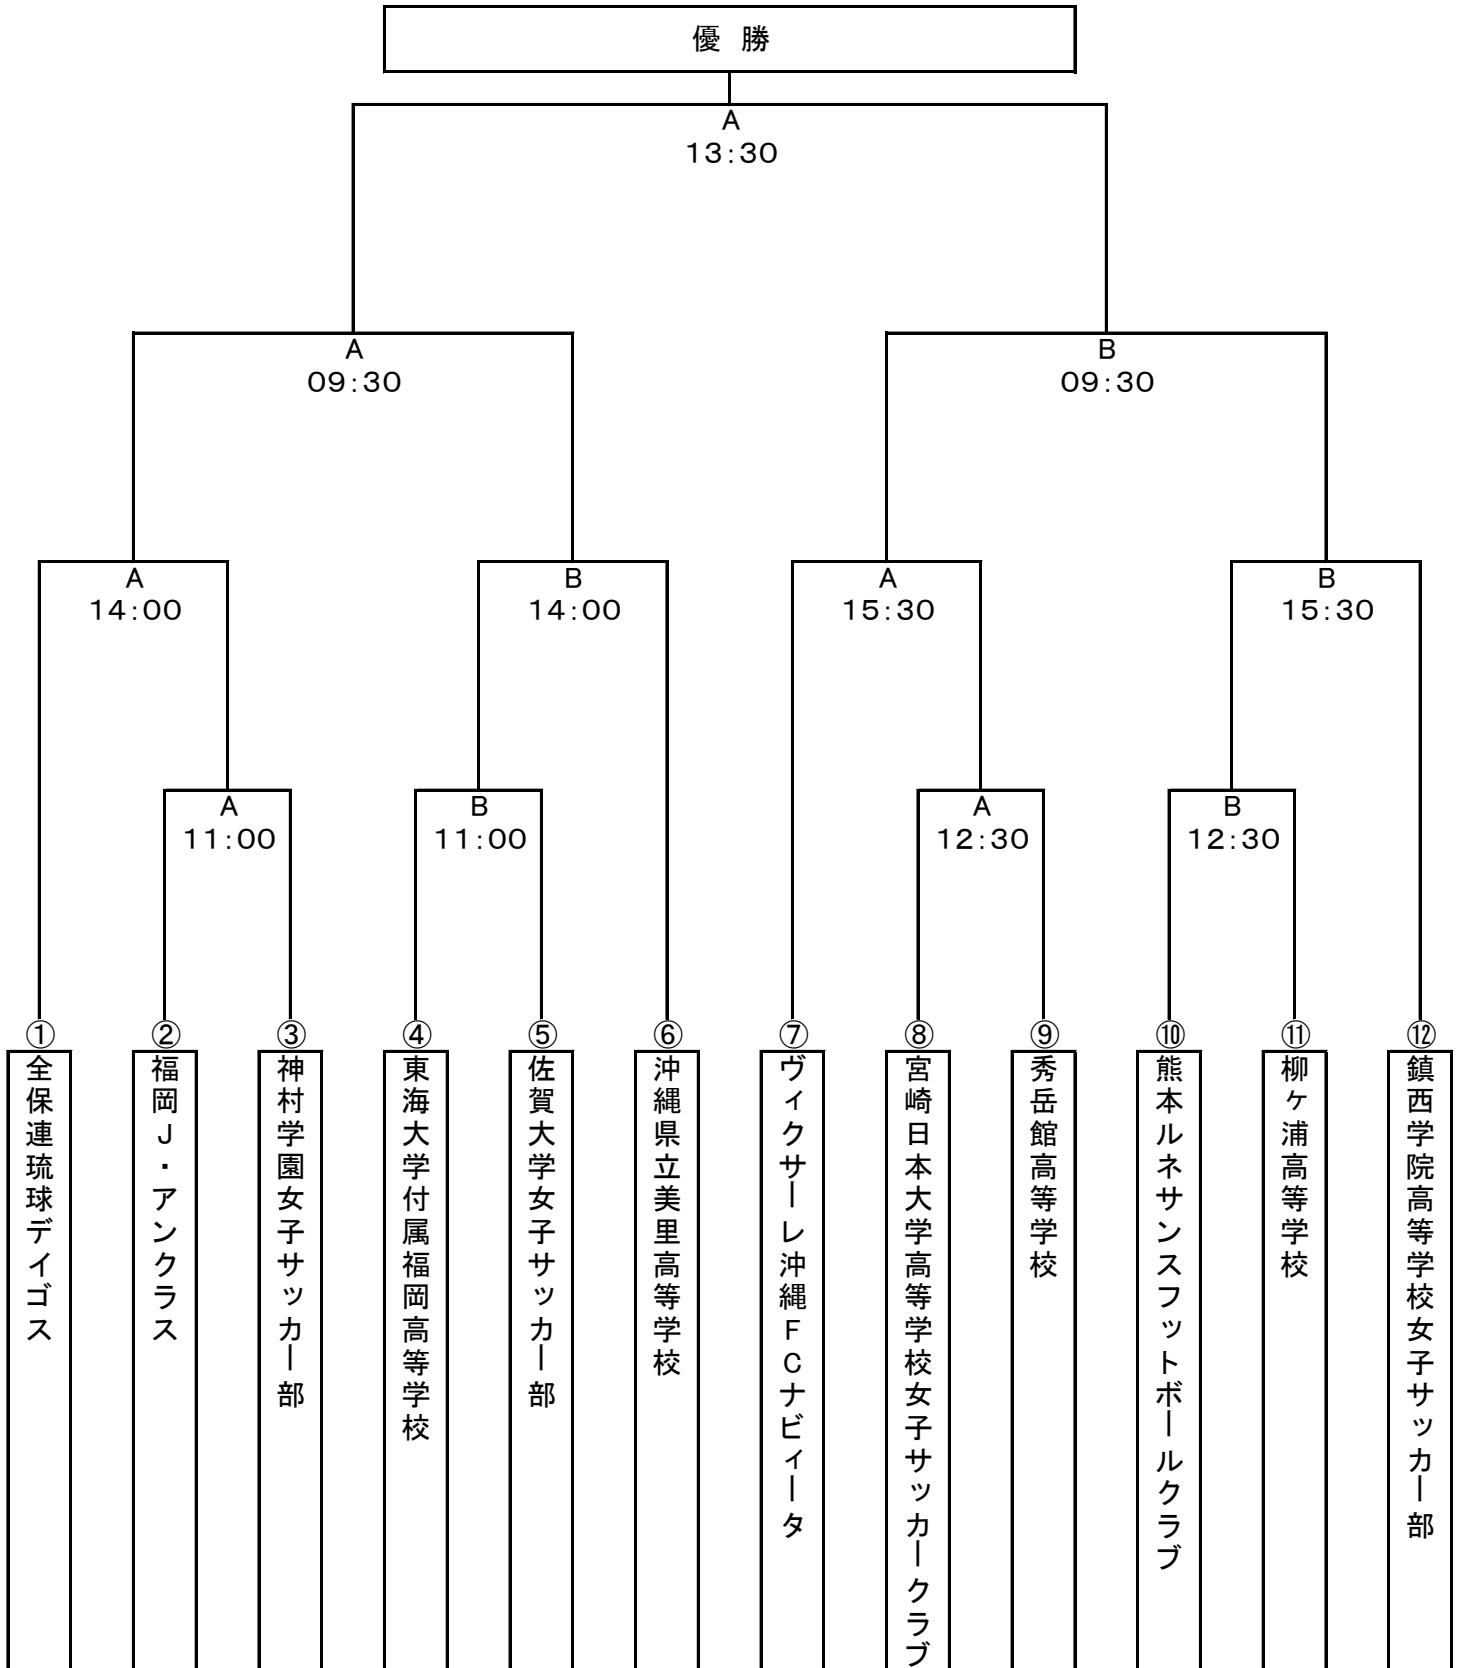 優 勝
A
13:30
A
09:30
B
09:30
A
14:00
B
14:00
A
15:30
B
15:30
A
11:00
B
11:00
A
12:30
B
12:30
①
全保連琉球デイゴス
②
福岡J・アンクラス
③
神村学園女子サッカー部
④
東海大学付属福岡高等学校
⑤
佐賀大学女子サッカー部
⑥
沖縄県立美里高等学校
⑦
ヴィクサーレ沖縄FCナビィータ
⑧
宮崎日本大学高等学校女子サッカークラブ
⑨
秀岳館高等学校
⑩
熊本ルネサンスフットボールクラブ
⑪
柳ヶ浦高等学校
⑫
鎮西学院高等学校女子サッカー部